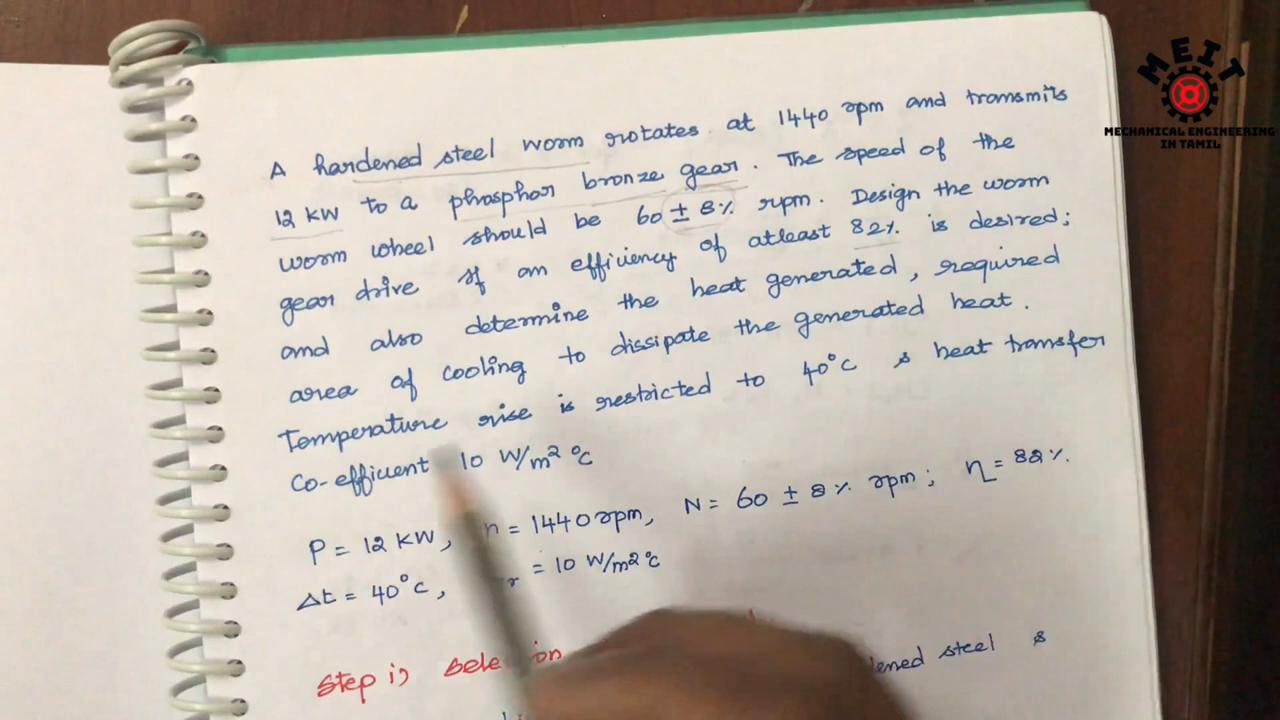 A hardened steel worm rotates at 1440 rpm and transmits
12 KW to a phosphor bronze gear. The speed of the
worm wheel should be 60 ± 8% rpm. Design the worm
gear drive if an efficiency of atleast 82% is desired;
and also determine the heat generated, required
area of cooling to dissipate the generated heat.
Temperature rise is restricted to 40°C & heat transfer
Co-efficient 10 W/m² °C
P = 12 KW, n = 1440 rpm, N = 60 ± 8% rpm; η = 82%.
Δt = 40°C, = 10 W/m²°C
Step i)
steel &
MEIT
MECHANICAL ENGINEERING
IN TAMIL